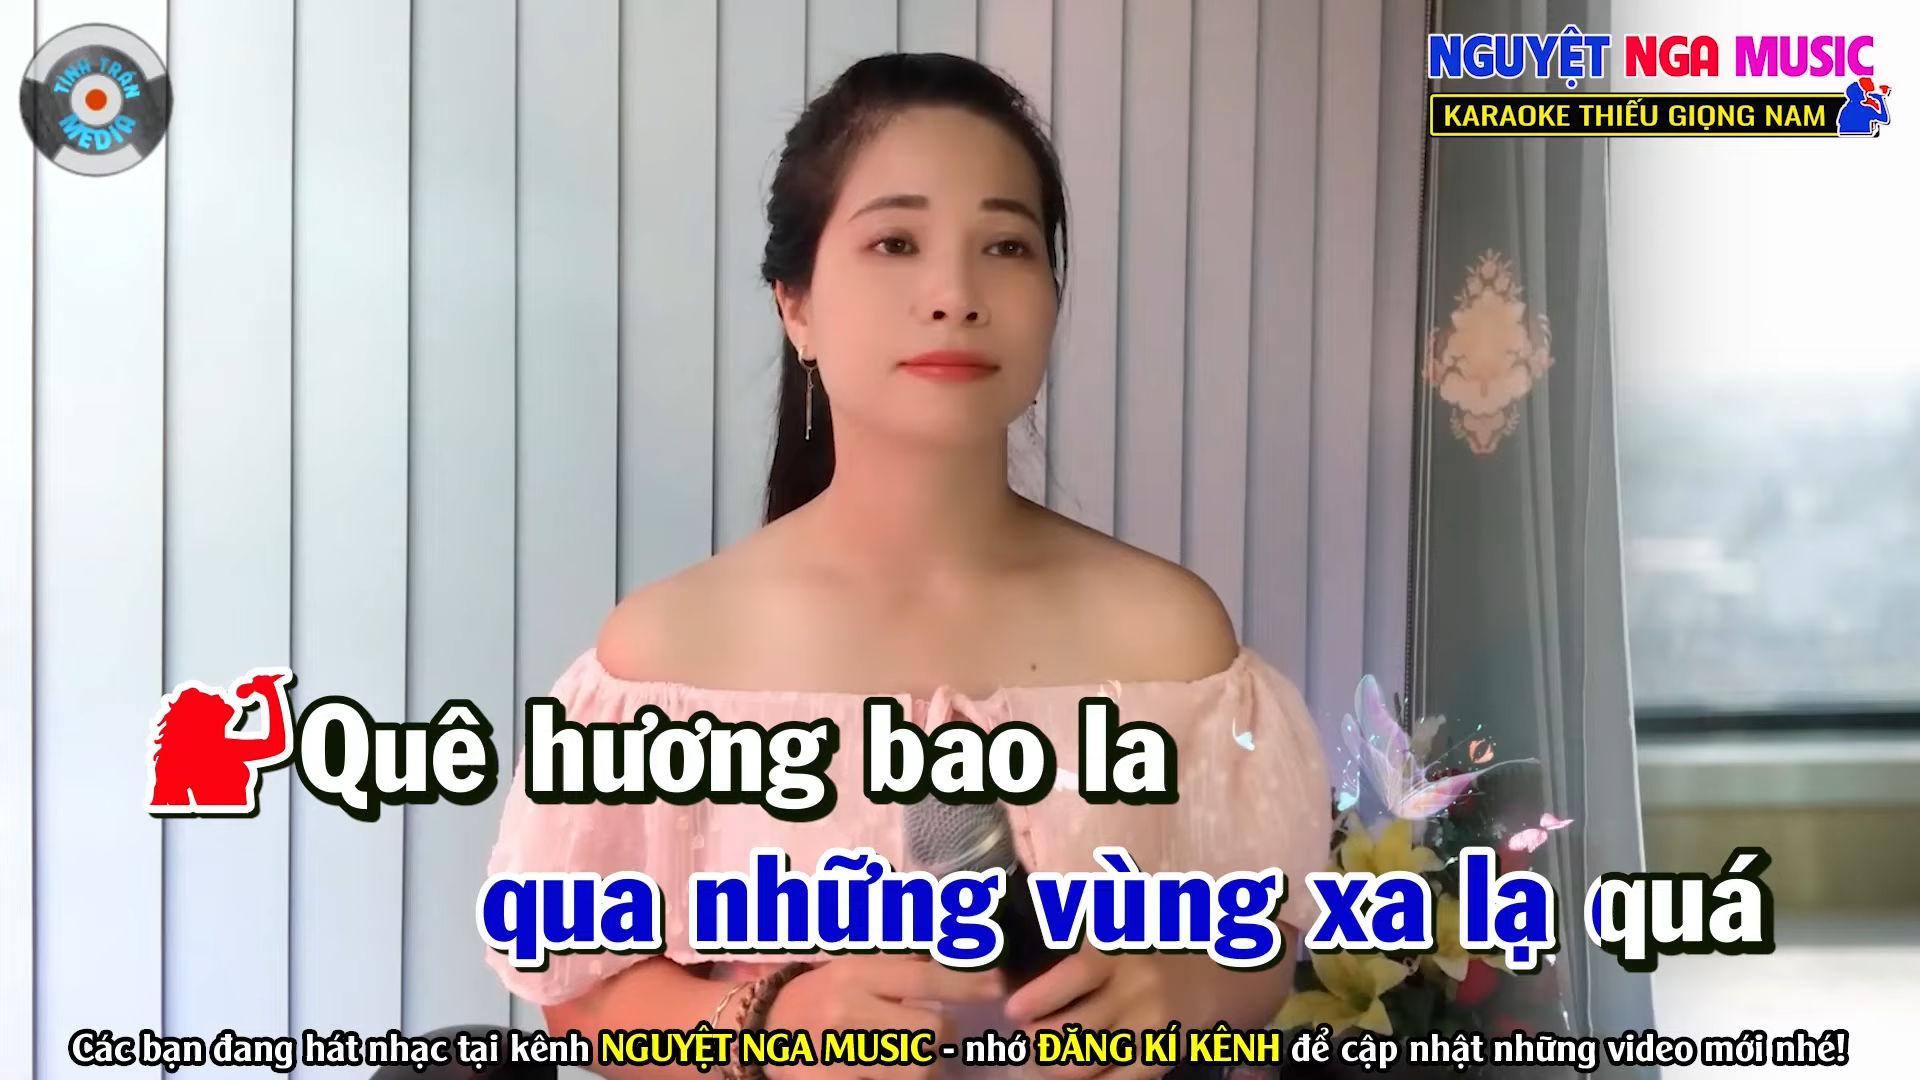 TÌNH TRẦN
MEDIA
NGUYỆT NGA MUSIC
KARAOKE THIẾU GIỌNG NAM
Quê hương bao la
qua những vùng xa lạ quá
Các bạn đang hát nhạc tại kênh NGUYỆT NGA MUSIC - nhớ ĐĂNG KÍ KÊNH để cập nhật những video mới nhé!